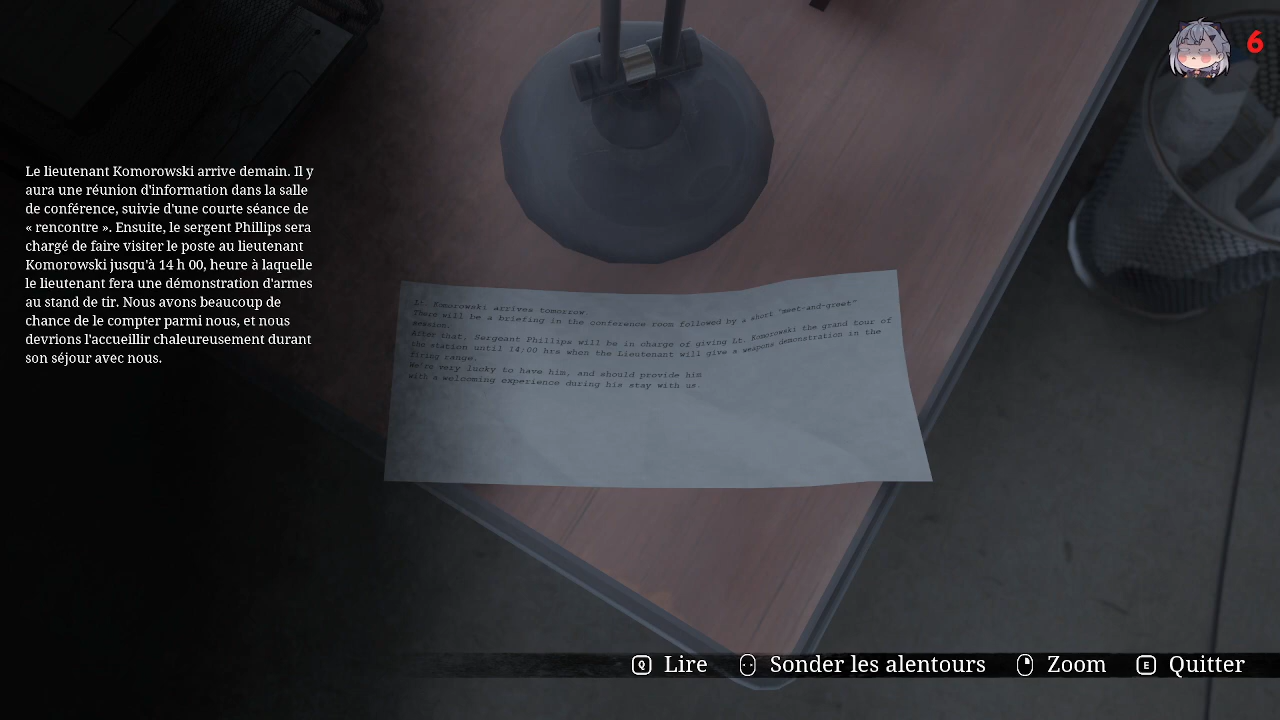 6
Le lieutenant Komorowski arrive demain. Il y
aura une réunion d'information dans la salle
de conférence, suivie d'une courte séance de
« rencontre ». Ensuite, le sergent Phillips sera
chargé de faire visiter le poste au lieutenant
Komorowski jusqu'à 14 h 00, heure à laquelle
le lieutenant fera une démonstration d'armes
au stand de tir. Nous avons beaucoup de
chance de le compter parmi nous, et nous
devrions l'accueillir chaleureusement durant
son séjour avec nous.
Lt. Komorowski arrives tomorrow.
There will be a briefing in the conference room followed by a short "meet-and-greet"
session.
After that, Sergeant Phillips will be in charge of giving Lt. Komorowski the grand tour of
the station until 14:00 hrs when the Lieutenant will give a weapons demonstration in the
firing range.
We're very lucky to have him, and should provide him
with a welcoming experience during his stay with us.
Q Lire
Sonder les alentours
Zoom
E Quitter